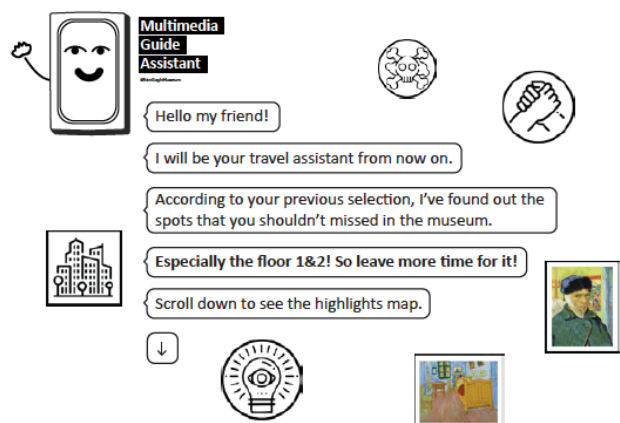 Multimedia
Guide
Assistant
@VanGoghMuseum
Hello my friend!
I will be your travel assistant from now on.
According to your previous selection, I've found out the
spots that you shouldn't missed in the museum.
Especially the floor 1&2! So leave more time for it!
Scroll down to see the highlights map.
↓